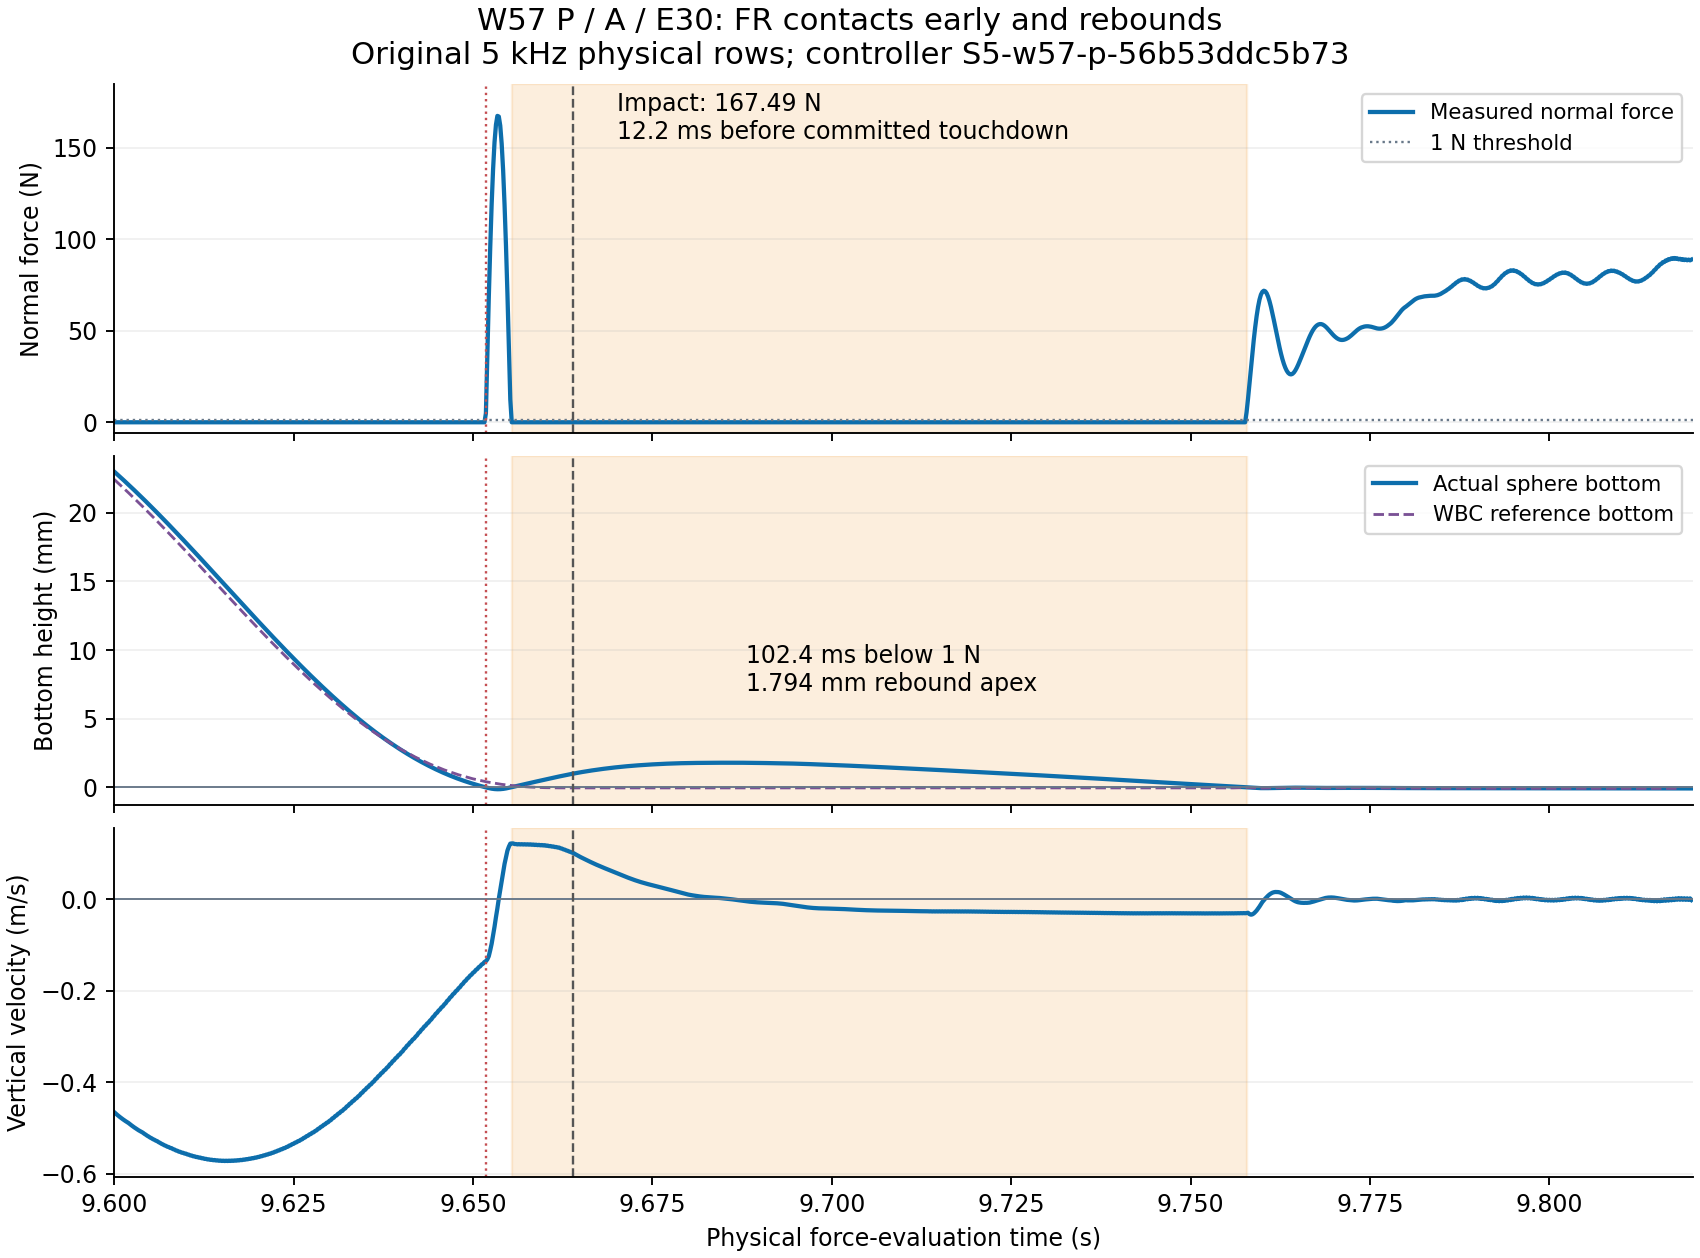 W57 P / A / E30: FR contacts early and rebounds
Original 5 kHz physical rows; controller S5-w57-p-56b53ddc5b73
Impact: 167.49 N
12.2 ms before committed touchdown
Measured normal force
1 N threshold
Normal force (N)
150
100
50
0
Actual sphere bottom
WBC reference bottom
102.4 ms below 1 N
1.794 mm rebound apex
Bottom height (mm)
20
15
10
5
0
Vertical velocity (m/s)
0.0
−0.2
−0.4
−0.6
9.600 9.625 9.650 9.675 9.700 9.725 9.750 9.775 9.800
Physical force-evaluation time (s)